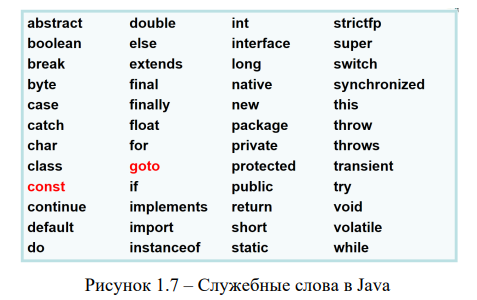 abstract double int strictfp
boolean else interface super
break extends long switch
byte final native synchronized
case finally new this
catch float package throw
char for private throws
class goto protected transient
const if public try
continue implements return void
default import short volatile
do instanceof static while
Рисунок 1.7 – Служебные слова в Java